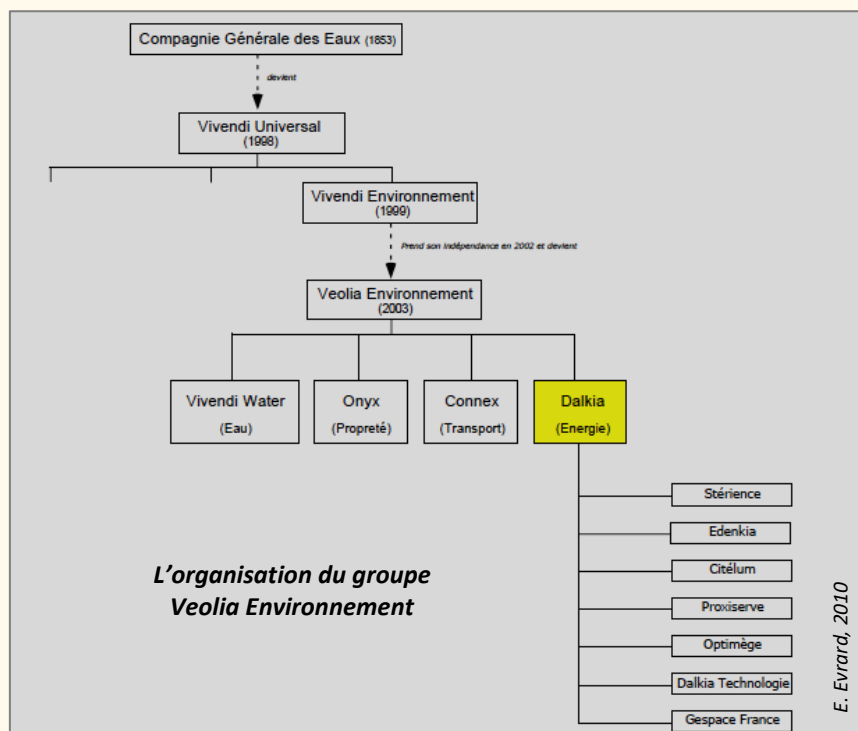 Compagnie Générale des Eaux (1853)
devient
Vivendi Universal
(1998)
Vivendi Environnement
(1999)
Prend son indépendance en 2002 et devient
Veolia Environnement
(2003)
Vivendi Water
(Eau)
Onyx
(Propreté)
Connex
(Transport)
Dalkia
(Energie)
Stérience
Edenkia
Citélum
Proxiserve
Optimège
Dalkia Technologie
Gespace France
L'organisation du groupe
Veolia Environnement
E. Evrard, 2010